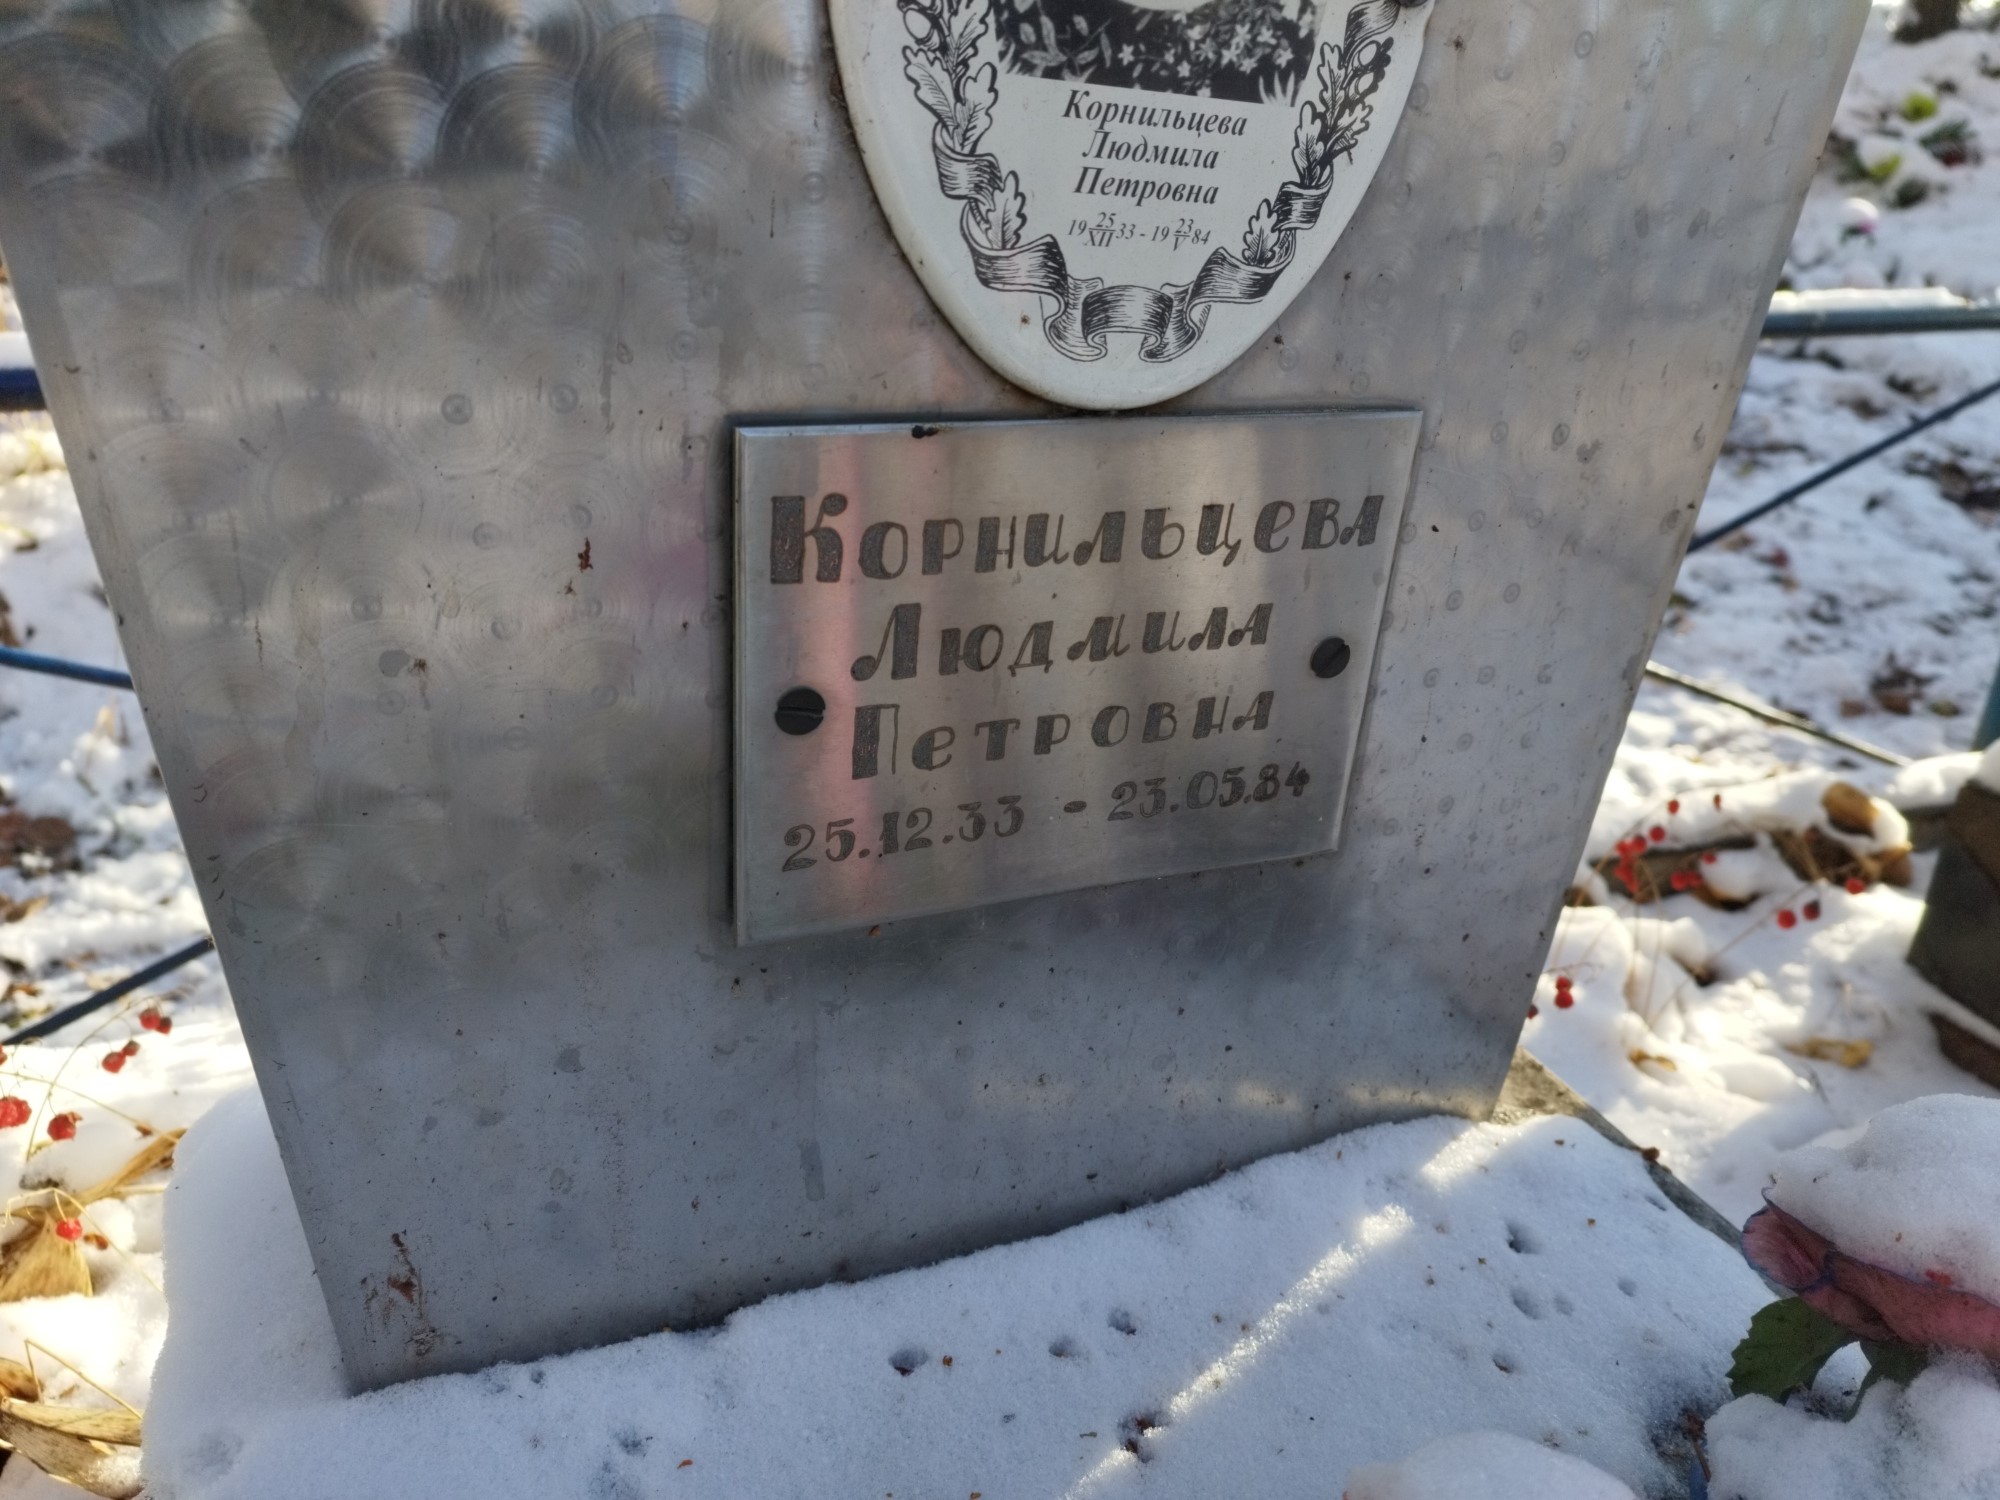 Корнильцева
Людмила
Петровна
19 25/XII 33 - 19 23/V 84
Корнильцева
Людмила
Петровна
25.12.33 - 23.05.84